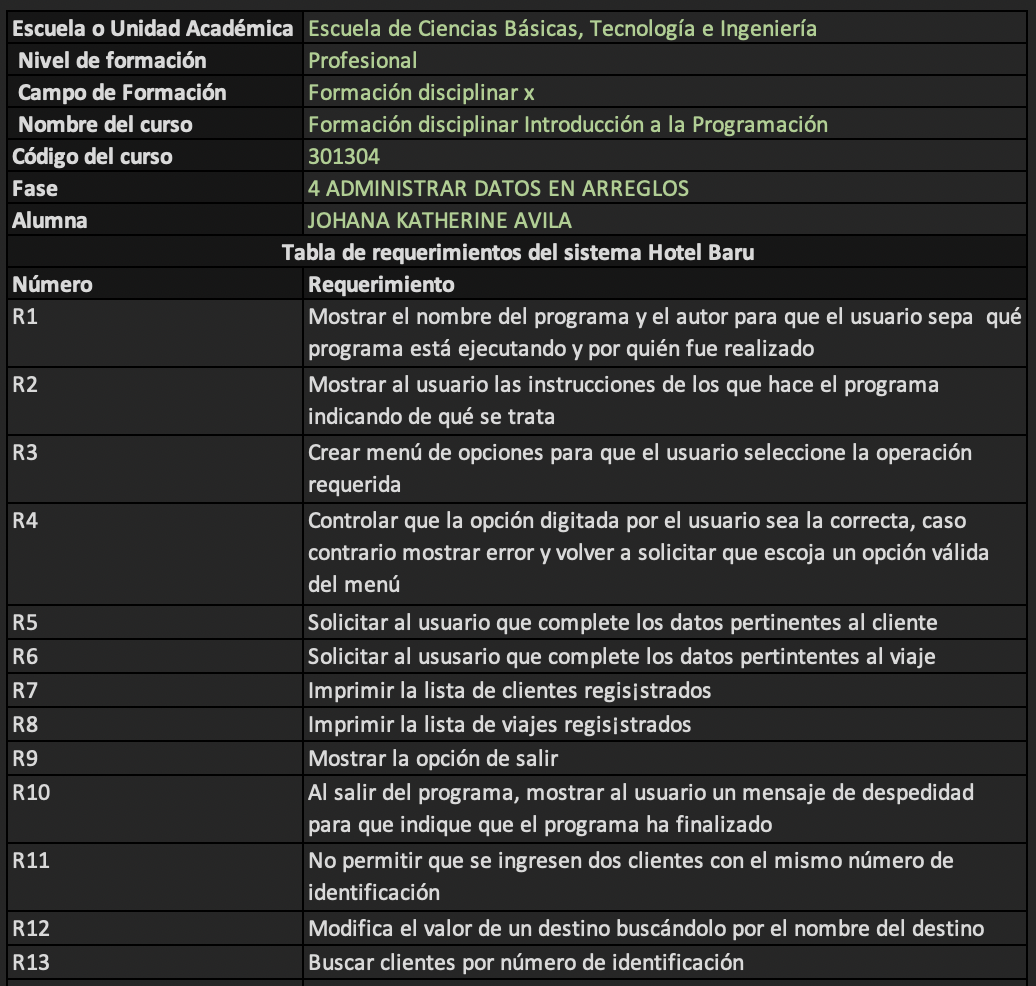 Escuela o Unidad Académica Escuela de Ciencias Básicas, Tecnología e Ingeniería
Nivel de formación Profesional
Campo de Formación Formación disciplinar x
Nombre del curso Formación disciplinar Introducción a la Programación
Código del curso 301304
Fase 4 ADMINISTRAR DATOS EN ARREGLOS
Alumna JOHANA KATHERINE AVILA
Tabla de requerimientos del sistema Hotel Baru
Número Requerimiento
R1 Mostrar el nombre del programa y el autor para que el usuario sepa  qué
programa está ejecutando y por quién fue realizado
R2 Mostrar al usuario las instrucciones de los que hace el programa
indicando de qué se trata
R3 Crear menú de opciones para que el usuario seleccione la operación
requerida
R4 Controlar que la opción digitada por el usuario sea la correcta, caso
contrario mostrar error y volver a solicitar que escoja un opción válida
del menú
R5 Solicitar al usuario que complete los datos pertinentes al cliente
R6 Solicitar al ususario que complete los datos pertintentes al viaje
R7 Imprimir la lista de clientes regis¡strados
R8 Imprimir la lista de viajes regis¡strados
R9 Mostrar la opción de salir
R10 Al salir del programa, mostrar al usuario un mensaje de despedidad
para que indique que el programa ha finalizado
R11 No permitir que se ingresen dos clientes con el mismo número de
identificación
R12 Modifica el valor de un destino buscándolo por el nombre del destino
R13 Buscar clientes por número de identificación